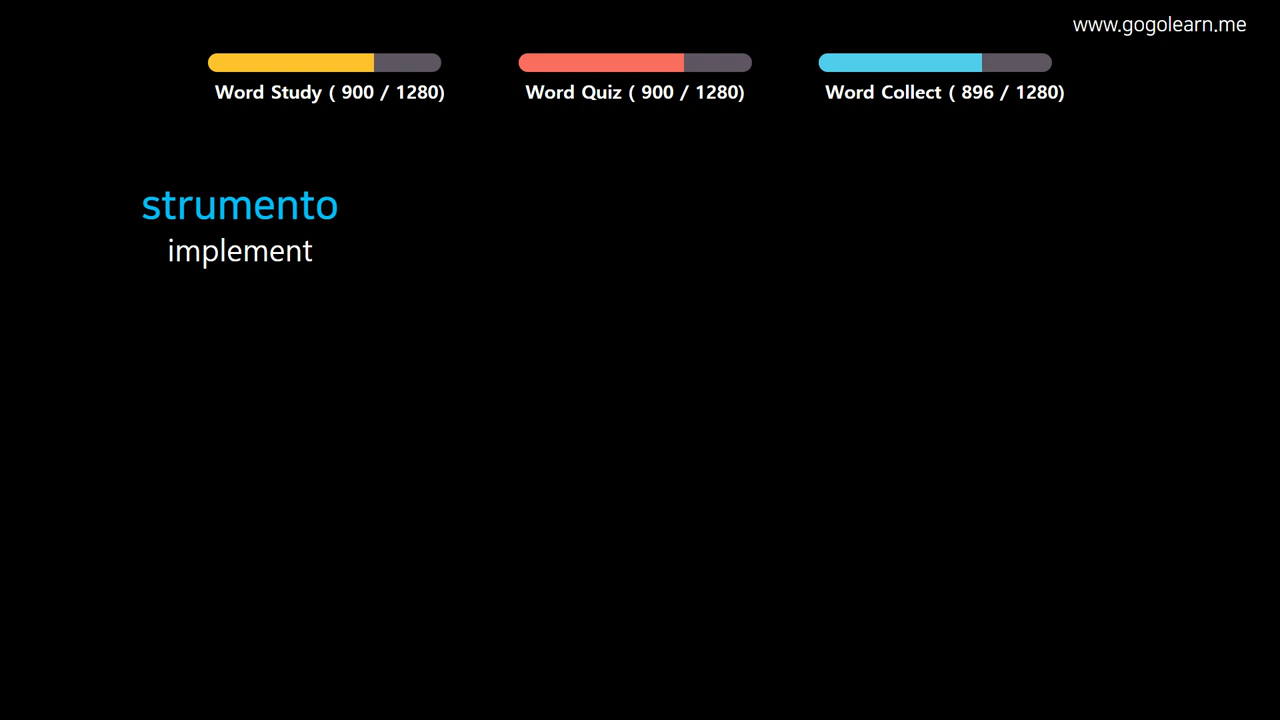 www.gogolearn.me
Word Study ( 900 / 1280)
Word Quiz ( 900 / 1280)
Word Collect ( 896 / 1280)
strumento
implement